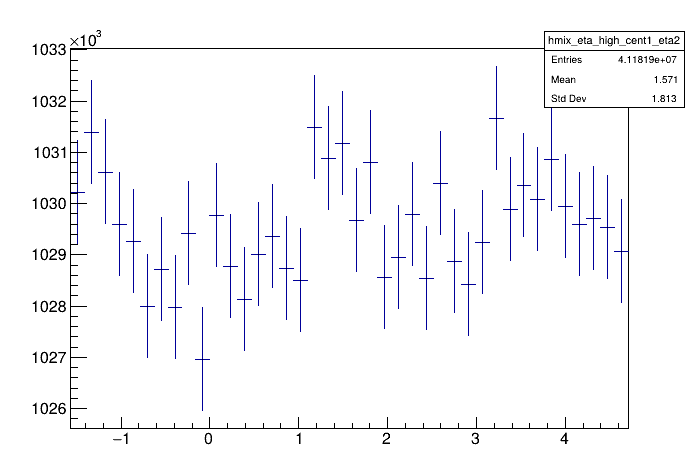 ×10³
hmix_eta_high_cent1_eta2
Entries 4.11819e+07
Mean 1.571
Std Dev 1.813
1033
1032
1031
1030
1029
1028
1027
1026
−1 0 1 2 3 4